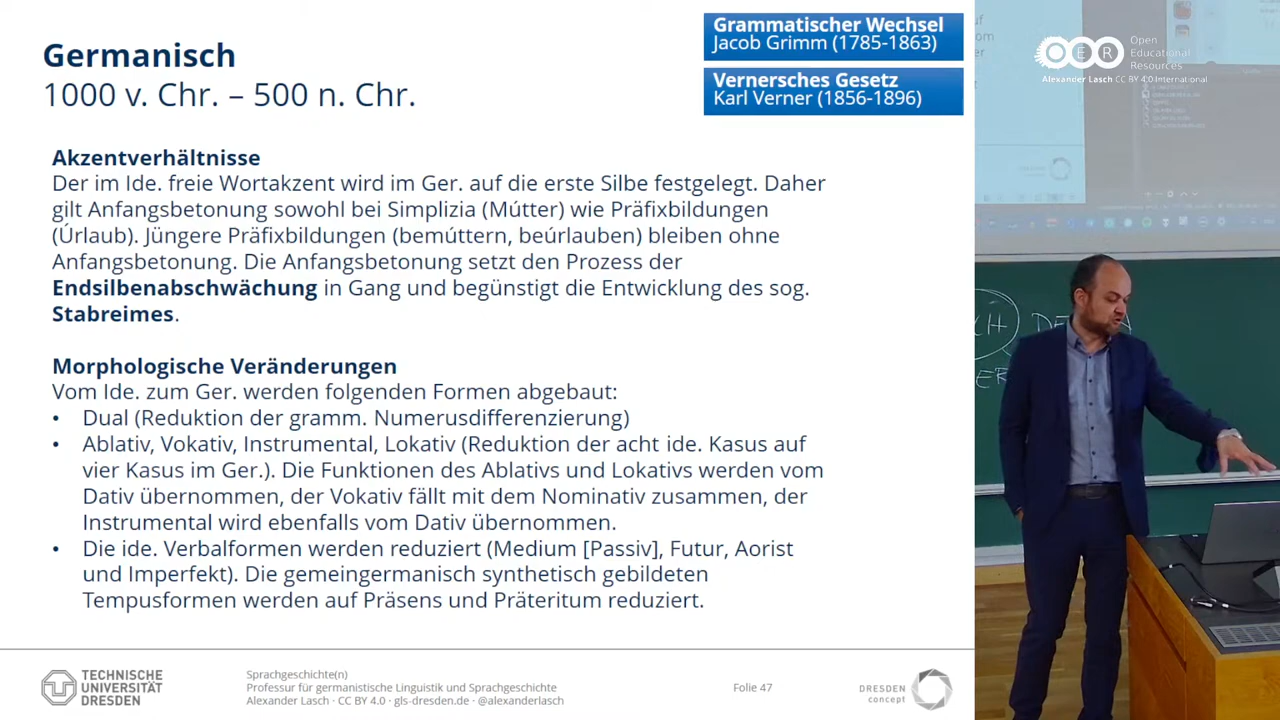 Germanisch
1000 v. Chr. – 500 n. Chr.
Grammatischer Wechsel
Jacob Grimm (1785-1863)
Vernersches Gesetz
Karl Verner (1856-1896)
Akzentverhältnisse
Der im Ide. freie Wortakzent wird im Ger. auf die erste Silbe festgelegt. Daher
gilt Anfangsbetonung sowohl bei Simplizia (Mútter) wie Präfixbildungen
(Úrlaub). Jüngere Präfixbildungen (bemúttern, beúrlauben) bleiben ohne
Anfangsbetonung. Die Anfangsbetonung setzt den Prozess der
Endsilbenabschwächung in Gang und begünstigt die Entwicklung des sog.
Stabreimes.
Morphologische Veränderungen
Vom Ide. zum Ger. werden folgenden Formen abgebaut:
• Dual (Reduktion der gramm. Numerusdifferenzierung)
• Ablativ, Vokativ, Instrumental, Lokativ (Reduktion der acht ide. Kasus auf
vier Kasus im Ger.). Die Funktionen des Ablativs und Lokativs werden vom
Dativ übernommen, der Vokativ fällt mit dem Nominativ zusammen, der
Instrumental wird ebenfalls vom Dativ übernommen.
• Die ide. Verbalformen werden reduziert (Medium [Passiv], Futur, Aorist
und Imperfekt). Die gemeingermanisch synthetisch gebildeten
Tempusformen werden auf Präsens und Präteritum reduziert.
TECHNISCHE
UNIVERSITÄT
DRESDEN
Sprachgeschichte(n)
Professur für germanistische Linguistik und Sprachgeschichte
Alexander Lasch · CC BY 4.0 · gls-dresden.de · @alexanderlasch
Folie 47
DRESDEN
concept
OER
Open
Educational
Resources
Alexander Lasch CC BY 4.0 International